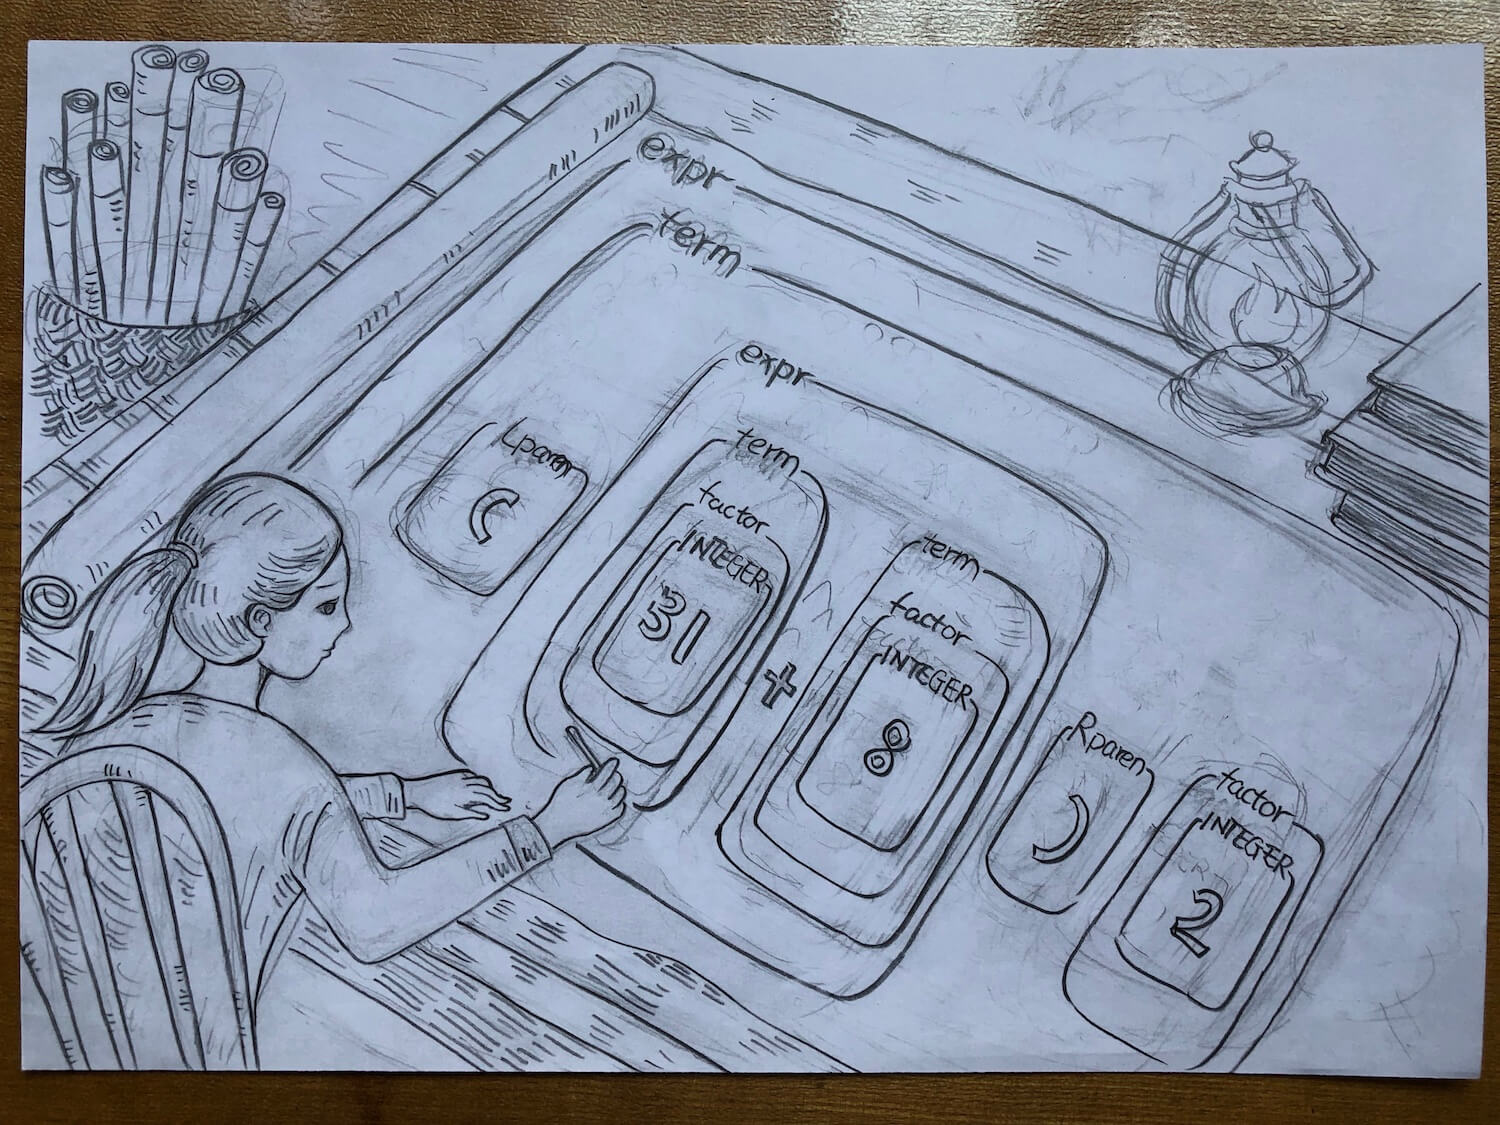 expr
term
expr
Lparen
(
term
factor
INTEGER
31
+
term
factor
INTEGER
8
Rparen
)
factor
INTEGER
2